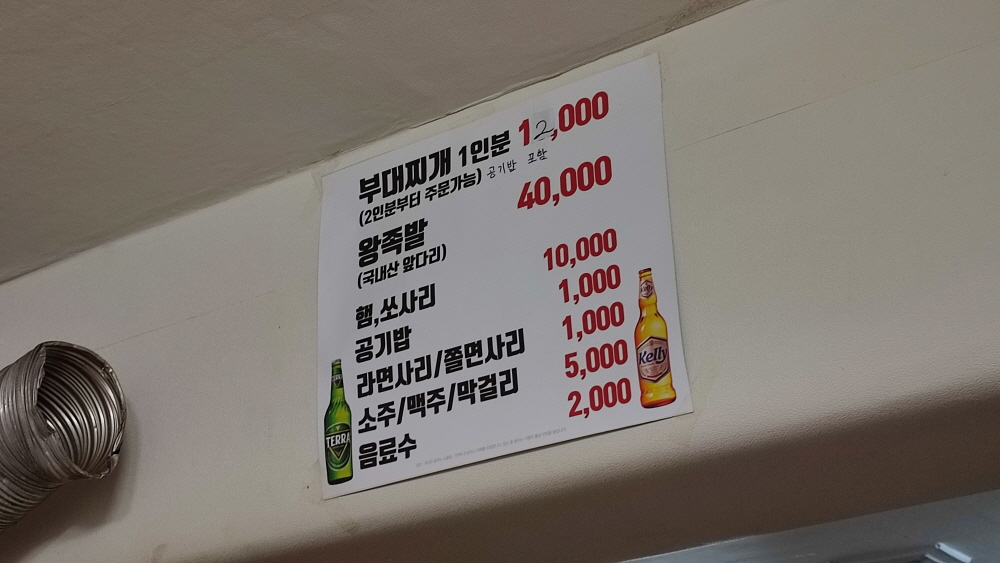 부대찌개 1인분 12,000
(2인분부터 주문가능) 공기밥 포함
왕족발 40,000
(국내산 앞다리)
햄,쏘사리 10,000
공기밥 1,000
라면사리/쫄면사리 1,000
소주/맥주/막걸리 5,000
음료수 2,000
TERRA
Kelly